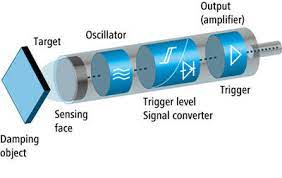 Output
(amplifier)
Oscillator
Target
Sensing
face
Trigger level
Signal converter
Trigger
Damping
object